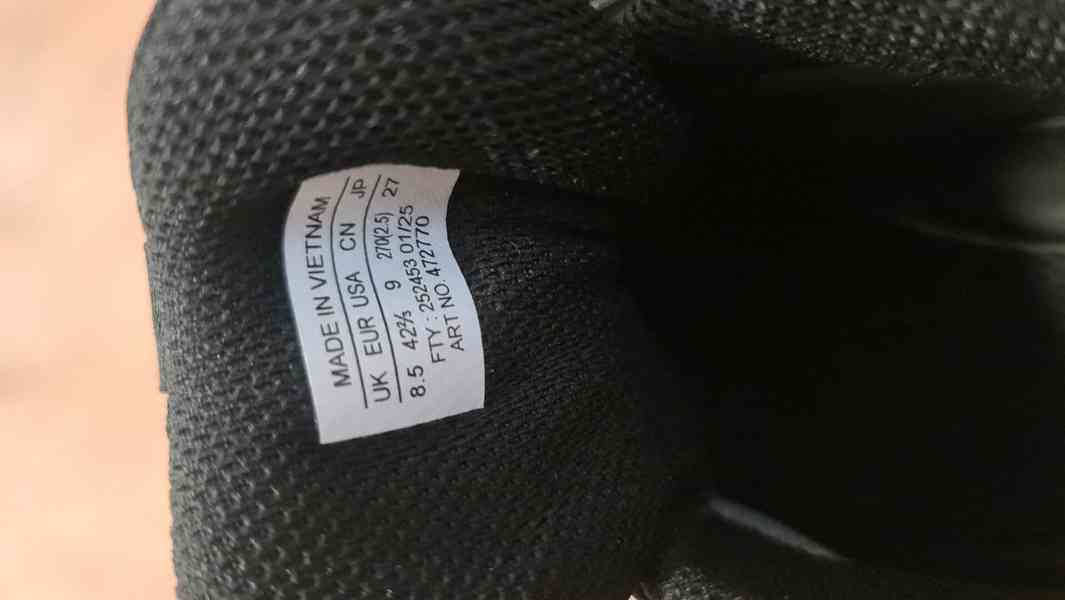 MADE IN VIETNAM
UK EUR USA CN JP
8.5 42⅔ 9 270(2.5) 27
FTY : 252453 01/25
ART NO. 472770